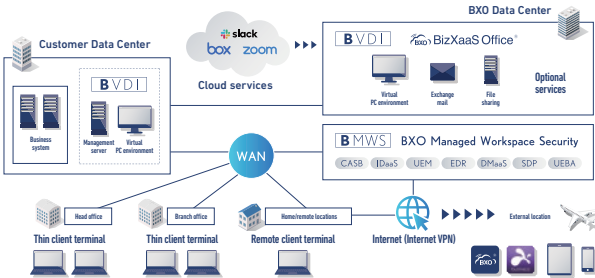 BXO Data Center
Customer Data Center
slack
box zoom
Cloud services
BVDI
BXO BizXaaS Office
Virtual
PC environment
Exchange
mail
File
sharing
Optional
services
BVDI
Business
system
Management
server
Virtual
PC environment
WAN
BMWS BXO Managed Workspace Security
CASB IDaaS UEM EDR DMaaS SDP UEBA
Head office
Branch office
Home/remote locations
Thin client terminal
Thin client terminal
Remote client terminal
Internet (Internet VPN)
External location
BXO